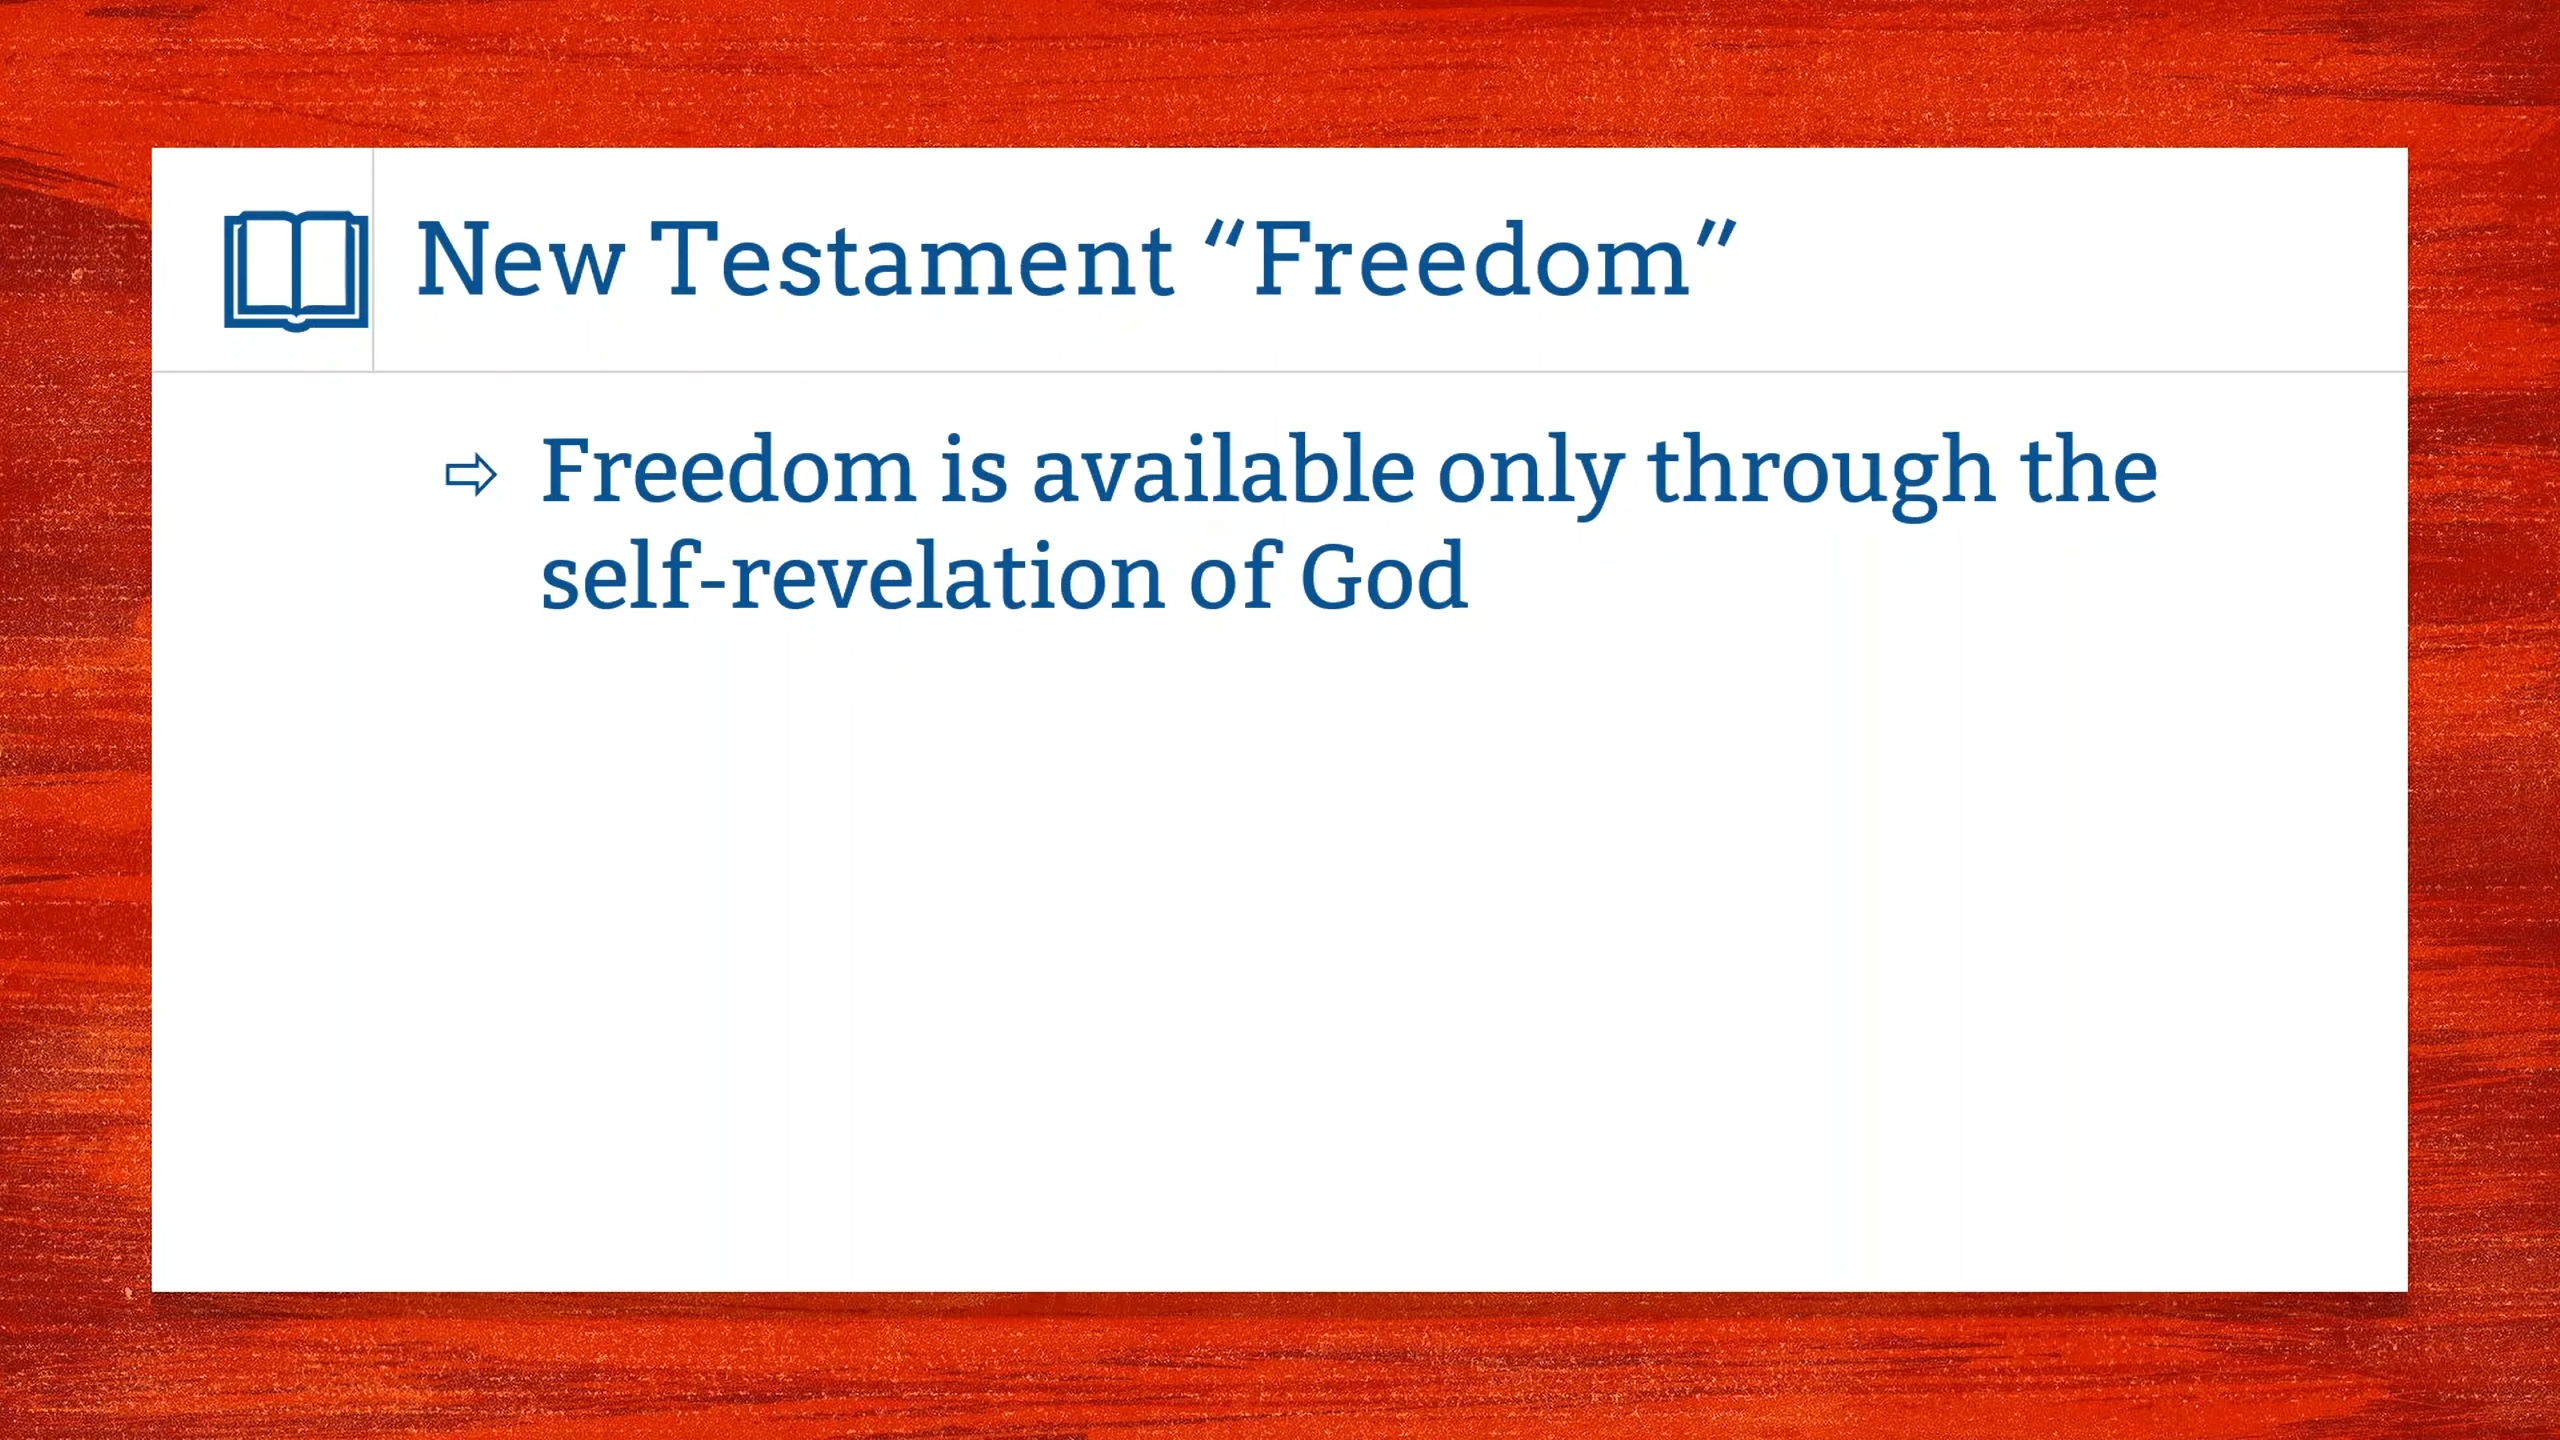 New Testament “Freedom”
⇨ Freedom is available only through the
self-revelation of God